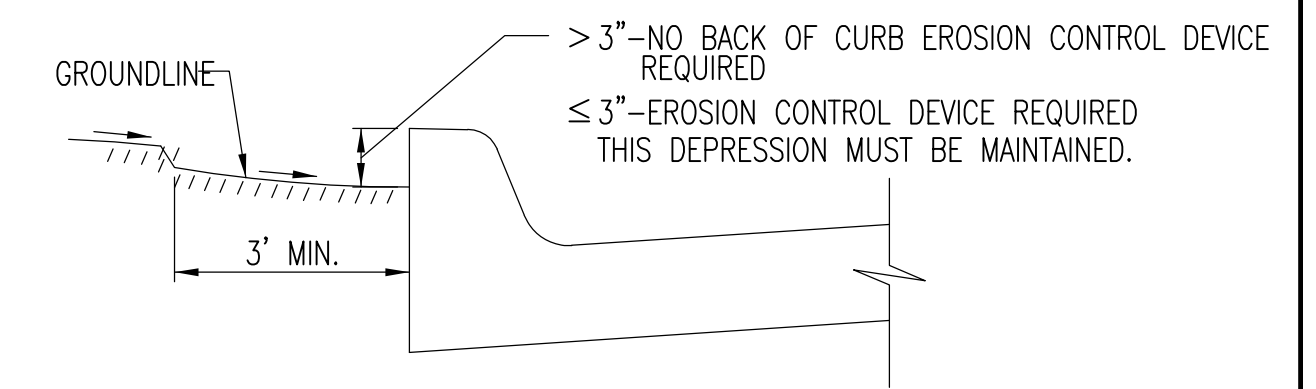 > 3"-NO BACK OF CURB EROSION CONTROL DEVICE
REQUIRED
GROUNDLINE
≤ 3"-EROSION CONTROL DEVICE REQUIRED
THIS DEPRESSION MUST BE MAINTAINED.
3' MIN.